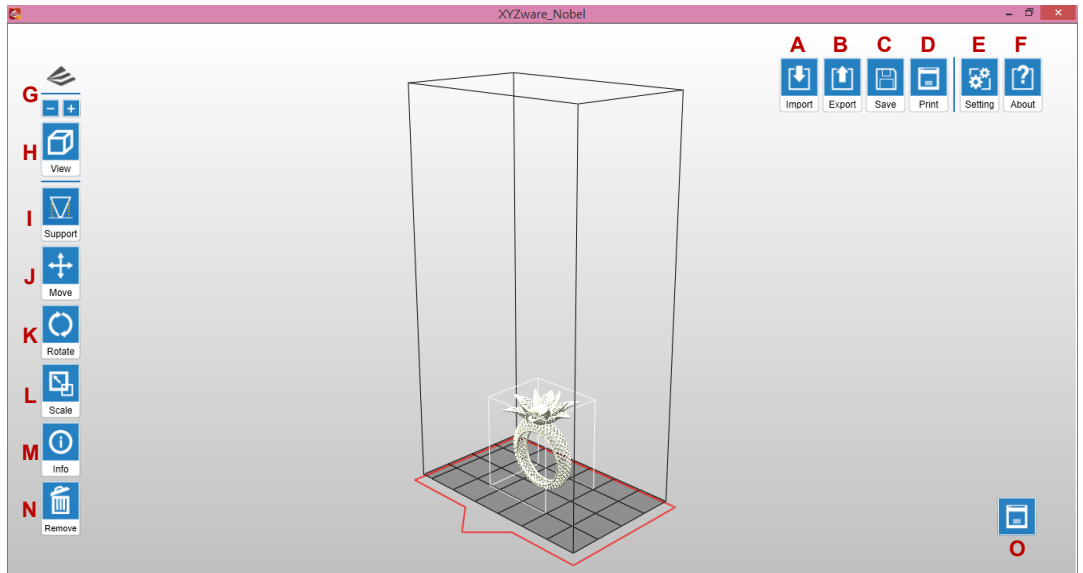 XYZware_Nobel
A B C D E F
Import Export Save Print Setting About
G
H
View
I
Support
J
Move
K
Rotate
L
Scale
M
Info
N
Remove
O